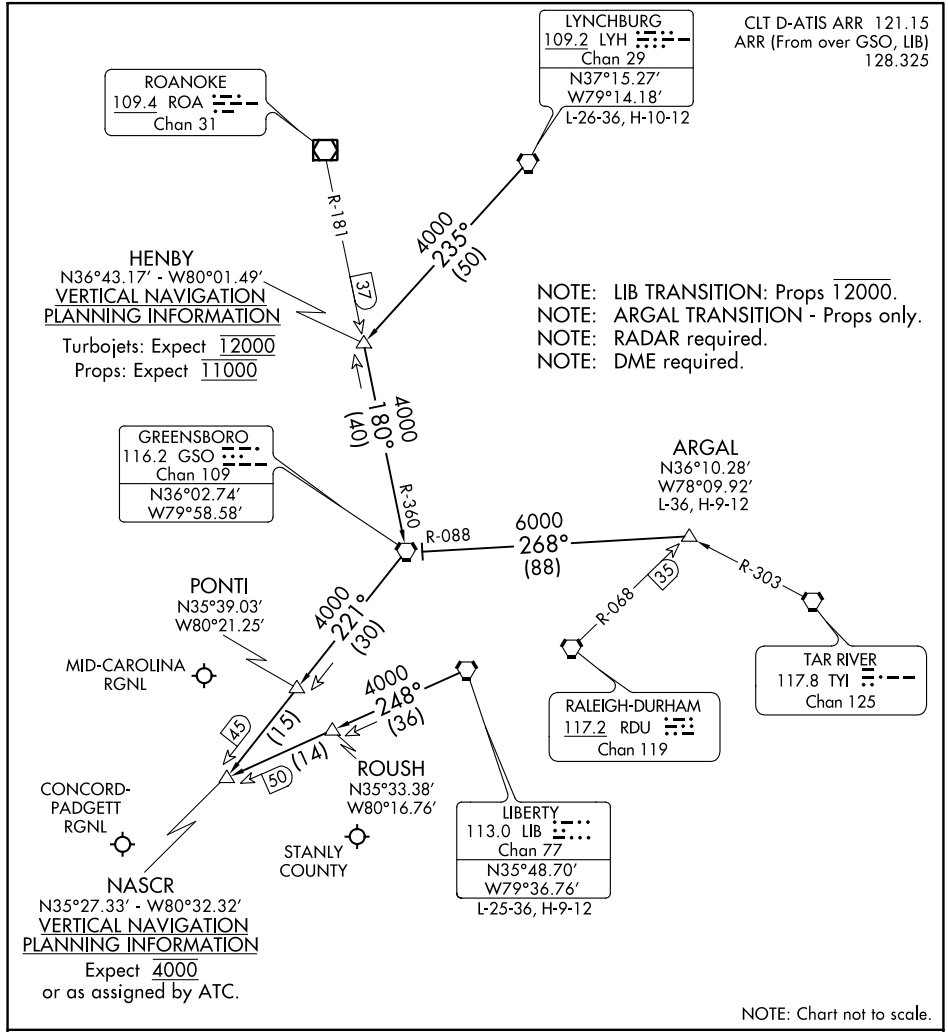 CLT D-ATIS ARR 121.15
ARR (From over GSO, LIB)
128.325
LYNCHBURG
109.2 LYH
Chan 29
N37°15.27'
W79°14.18'
L-26-36, H-10-12
ROANOKE
109.4 ROA
Chan 31
R-181
37
4000
235°
(50)
HENBY
N36°43.17' - W80°01.49'
VERTICAL NAVIGATION
PLANNING INFORMATION
Turbojets: Expect 12000
Props: Expect 11000
NOTE: LIB TRANSITION: Props 12000.
NOTE: ARGAL TRANSITION - Props only.
NOTE: RADAR required.
NOTE: DME required.
4000
180°
(40)
R-360
GREENSBORO
116.2 GSO
Chan 109
N36°02.74'
W79°58.58'
ARGAL
N36°10.28'
W78°09.92'
L-36, H-9-12
R-088
6000
268°
(88)
R-068
35
R-303
4000
221°
(30)
PONTI
N35°39.03'
W80°21.25'
MID-CAROLINA
RGNL
TAR RIVER
117.8 TYI
Chan 125
RALEIGH-DURHAM
117.2 RDU
Chan 119
4000
248°
(36)
45
(15)
50
(14)
ROUSH
N35°33.38'
W80°16.76'
CONCORD-
PADGETT
RGNL
STANLY
COUNTY
LIBERTY
113.0 LIB
Chan 77
N35°48.70'
W79°36.76'
L-25-36, H-9-12
NASCR
N35°27.33' - W80°32.32'
VERTICAL NAVIGATION
PLANNING INFORMATION
Expect 4000
or as assigned by ATC.
NOTE: Chart not to scale.